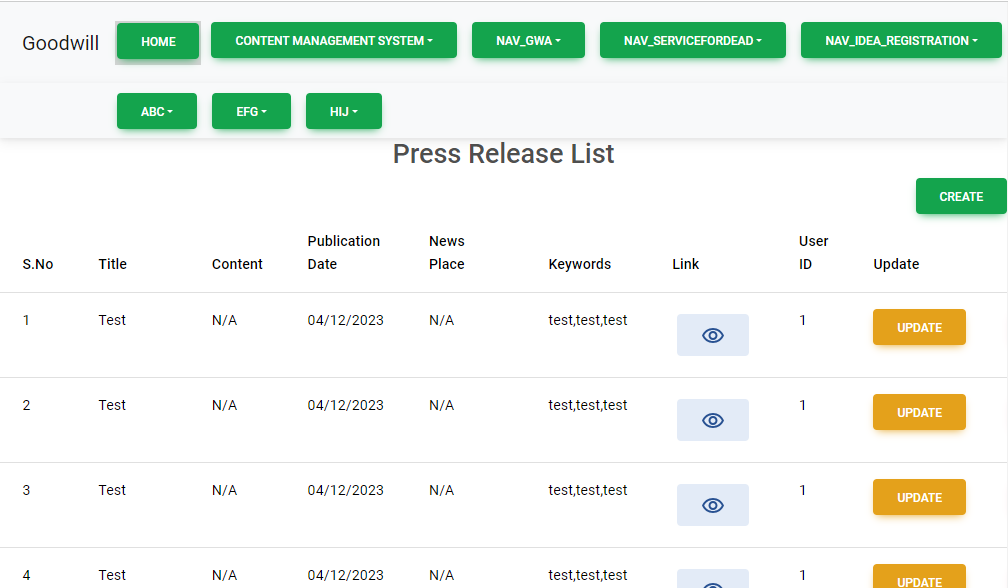 Goodwill HOME CONTENT MANAGEMENT SYSTEM NAV_GWA NAV_SERVICEFORDEAD NAV_IDEA_REGISTRATION
ABC EFG HIJ
Press Release List
CREATE
S.No Title Content Publication Date News Place Keywords Link User ID Update
1 Test N/A 04/12/2023 N/A test,test,test 1 UPDATE
2 Test N/A 04/12/2023 N/A test,test,test 1 UPDATE
3 Test N/A 04/12/2023 N/A test,test,test 1 UPDATE
4 Test N/A 04/12/2023 N/A test,test,test 1 UPDATE